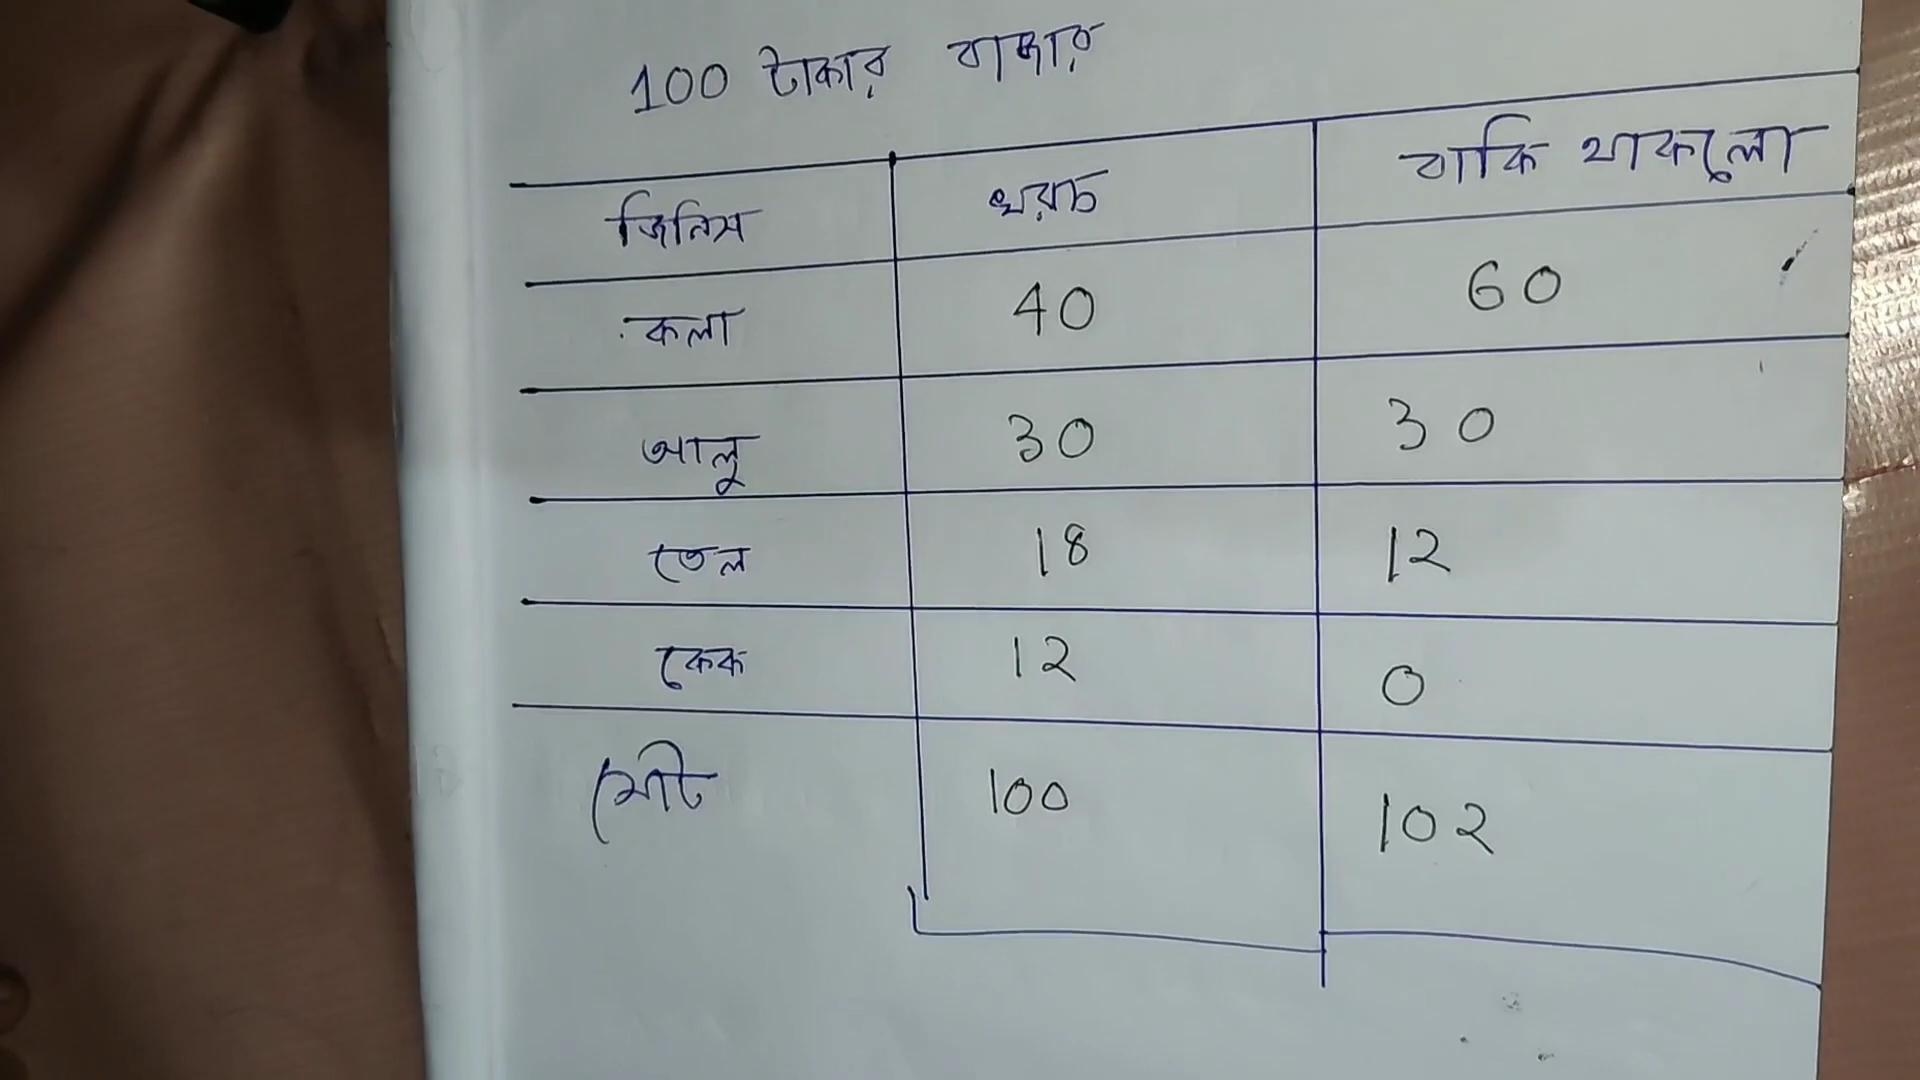 100 টাকার বাজার
জিনিস খরচ বাকি থাকলো
কলা 40 60
আলু 30 30
তেল 18 12
কেক 12 0
মোট 100 102